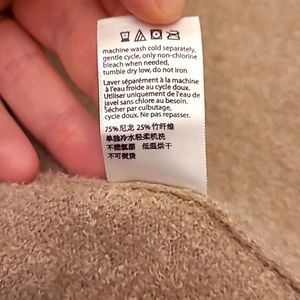 machine wash cold separately,
gentle cycle, only non-chlorine
bleach when needed,
tumble dry low, do not iron
Laver séparément à la machine
à l'eau froide au cycle doux.
Utiliser uniquement de l'eau de
javel sans chlore au besoin.
Sécher par culbutage,
cycle doux. Ne pas repasser.
75% 尼龙 25% 竹纤维
单独冷水轻柔机洗
不能氯漂 低温烘干
不可熨烫